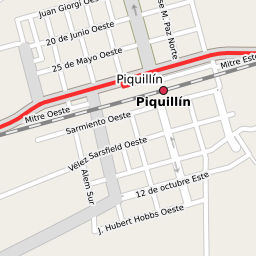 Juan Giorgi Oeste
20 de Junio Oeste
25 de Mayo Oeste
se M. Paz Norte
Piquillín
Mitre Este
Piquillín
Mitre Oeste
Sarmiento Oeste
Vélez Sarsfield Oeste
Alem Sur
12 de octubre Este
J. Hubert Hobbs Oeste